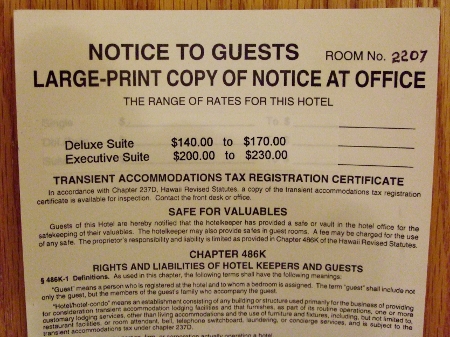 NOTICE TO GUESTS ROOM No. 2207
LARGE-PRINT COPY OF NOTICE AT OFFICE
THE RANGE OF RATES FOR THIS HOTEL
Deluxe Suite $140.00 to $170.00
Executive Suite $200.00 to $230.00
TRANSIENT ACCOMMODATIONS TAX REGISTRATION CERTIFICATE
In accordance with Chapter 237D, Hawaii Revised Statutes, a copy of the transient accommodations tax registration
certificate is available for inspection. Contact the front desk or office.
SAFE FOR VALUABLES
Guests of this Hotel are hereby notified that the hotelkeeper has provided a safe or vault in the hotel office for the
safekeeping of their valuables. The hotelkeeper may also provide safes in guest rooms. A fee may be charged for the use
of any safe. The proprietor's responsibility and liability is limited as provided in Chapter 486K of the Hawaii Revised Statutes.
CHAPTER 486K
RIGHTS AND LIABILITIES OF HOTEL KEEPERS AND GUESTS
§ 486K-1 Definitions. As used in this chapter, the following terms shall have the following meanings:
"Guest" means a person who is registered at the hotel and to whom a bedroom is assigned. The term "guest" shall include not
only the guest, but the members of the guest's family who accompany the guest.
"Hotel/hotel-condo" means an establishment consisting of any building or structure used primarily for the business of providing
for consideration transient accommodation lodging facilities and that furnishes, as part of its routine operations, one or more
customary lodging services, other than living accommodations and the use of furniture and fixtures, including, but not limited to,
restaurant facilities, or room attendant, bell, telephone switchboard, laundering, or concierge services, and is subject to the
transient accommodations tax under chapter 237D.
firm, or corporation actually operating a hotel